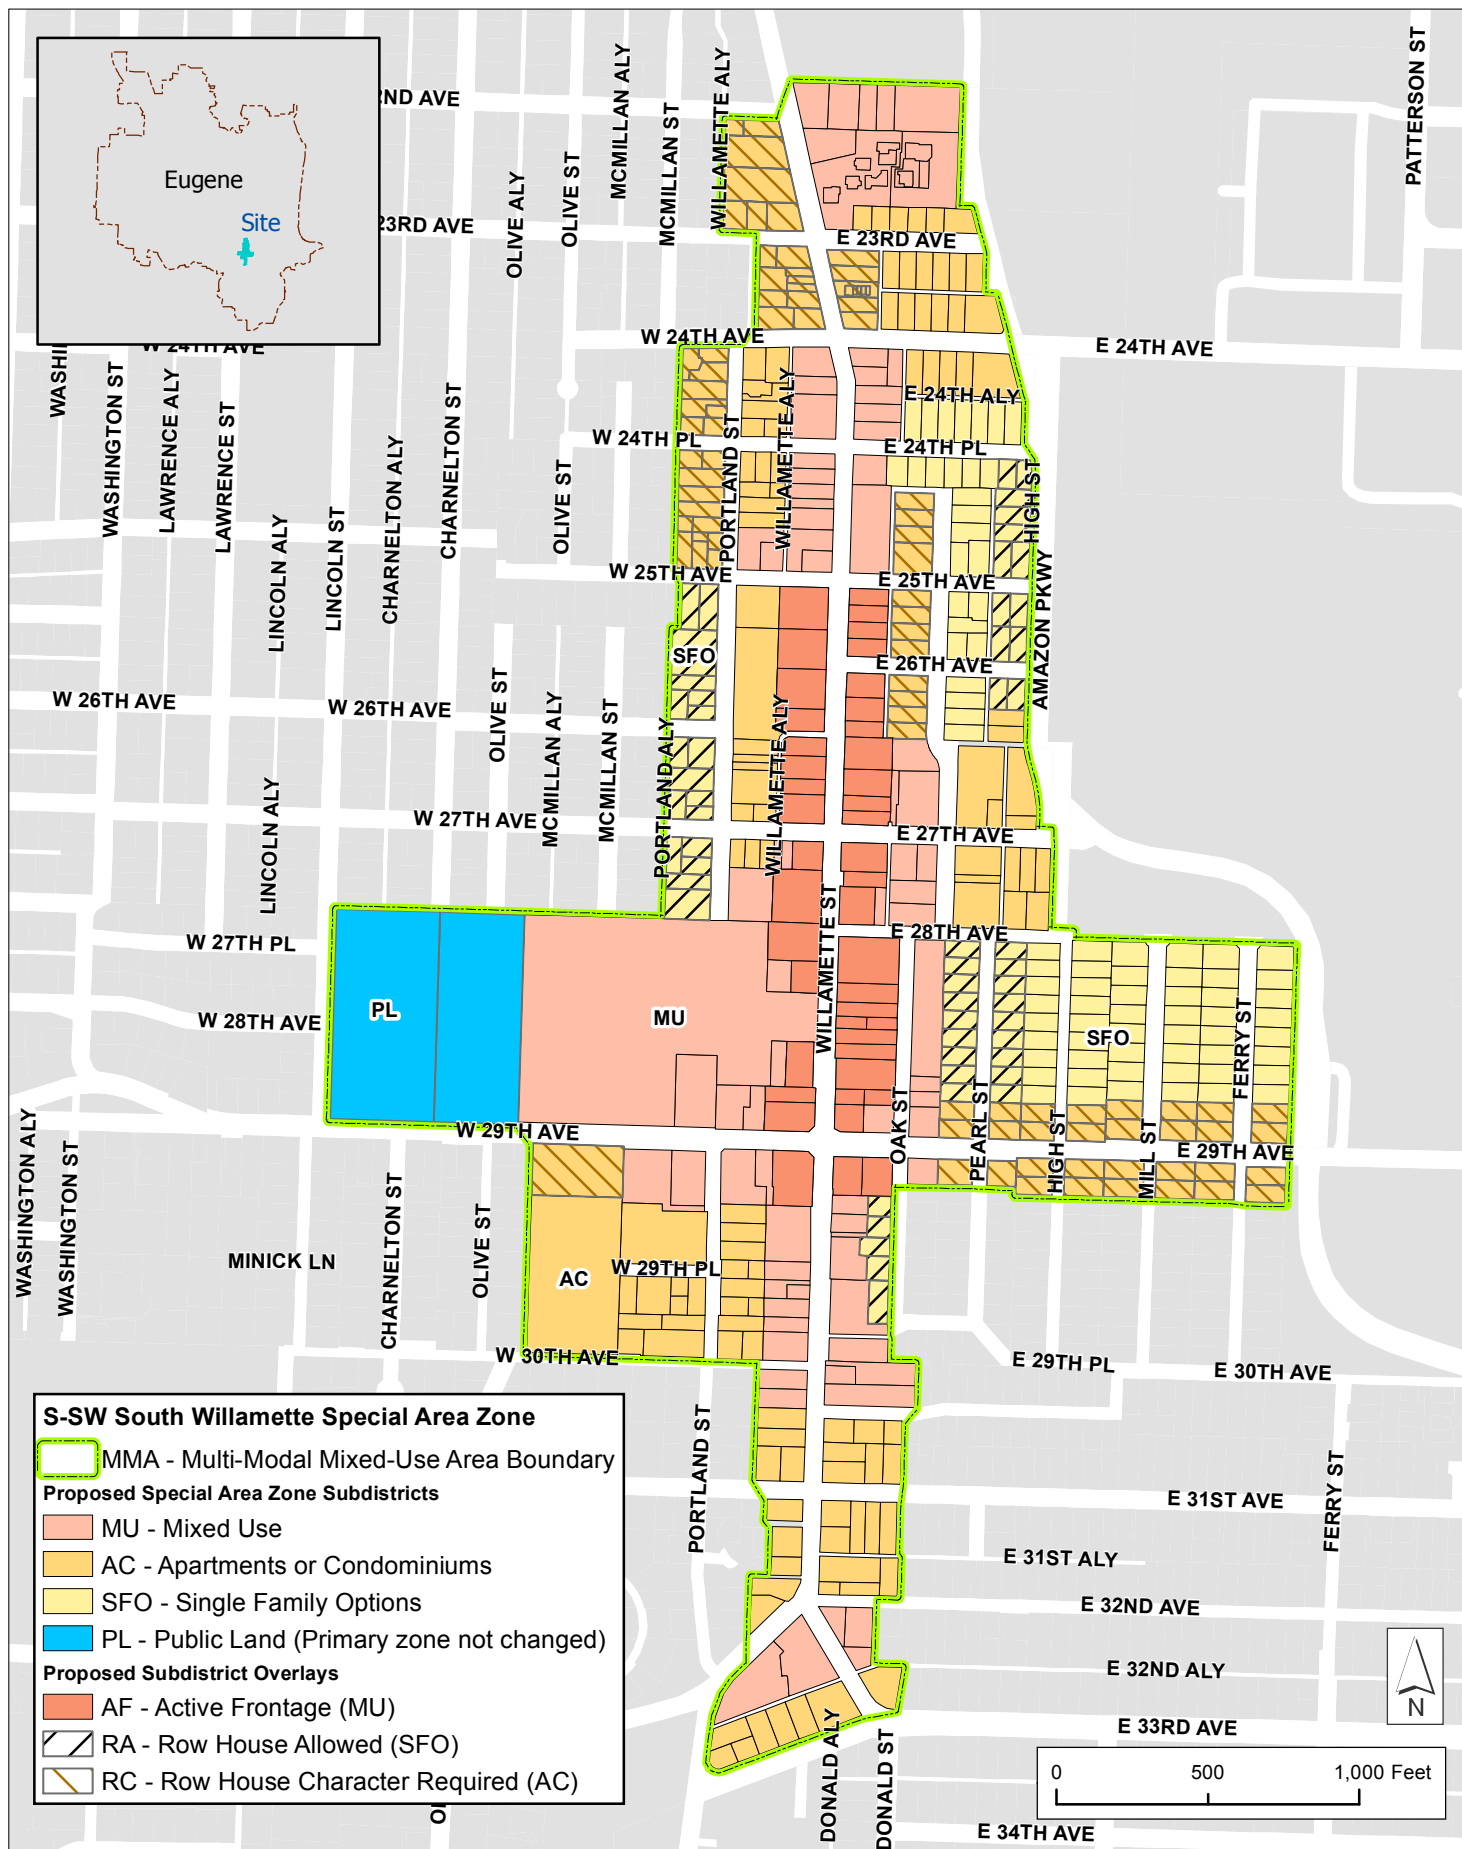 Eugene
Site
2ND AVE
23RD AVE
W 24TH AVE
WASHI
WASHINGTON ST
LAWRENCE ALY
LAWRENCE ST
LINCOLN ALY
LINCOLN ST
CHARNELTON ALY
CHARNELTON ST
OLIVE ALY
OLIVE ST
MCMILLAN ALY
MCMILLAN ST
WILLAMETTE ALY
PATTERSON ST
E 23RD AVE
W 24TH AVE
E 24TH AVE
E 24TH ALY
W 24TH PL
E 24TH PL
OLIVE ST
PORTLAND ST
WILLAMETTE ALY
HIGH ST
W 25TH AVE
E 25TH AVE
AMAZON PKWY
SFO
E 26TH AVE
W 26TH AVE
W 26TH AVE
OLIVE ST
MCMILLAN ALY
MCMILLAN ST
PORTLAND ALY
WILLAMETTE ALY
LINCOLN ALY
W 27TH AVE
E 27TH AVE
WILLAMETTE ST
W 27TH PL
E 28TH AVE
W 28TH AVE
PL
MU
SFO
FERRY ST
OAK ST
PEARL ST
HIGH ST
MILL ST
W 29TH AVE
E 29TH AVE
WASHINGTON ALY
WASHINGTON ST
MINICK LN
CHARNELTON ST
OLIVE ST
AC
W 29TH PL
W 30TH AVE
E 29TH PL
E 30TH AVE
PORTLAND ST
FERRY ST
E 31ST AVE
E 31ST ALY
E 32ND AVE
E 32ND ALY
E 33RD AVE
DONALD ALY
DONALD ST
E 34TH AVE
OL
S-SW South Willamette Special Area Zone
MMA - Multi-Modal Mixed-Use Area Boundary
Proposed Special Area Zone Subdistricts
MU - Mixed Use
AC - Apartments or Condominiums
SFO - Single Family Options
PL - Public Land (Primary zone not changed)
Proposed Subdistrict Overlays
AF - Active Frontage (MU)
RA - Row House Allowed (SFO)
RC - Row House Character Required (AC)
N
0 500 1,000 Feet